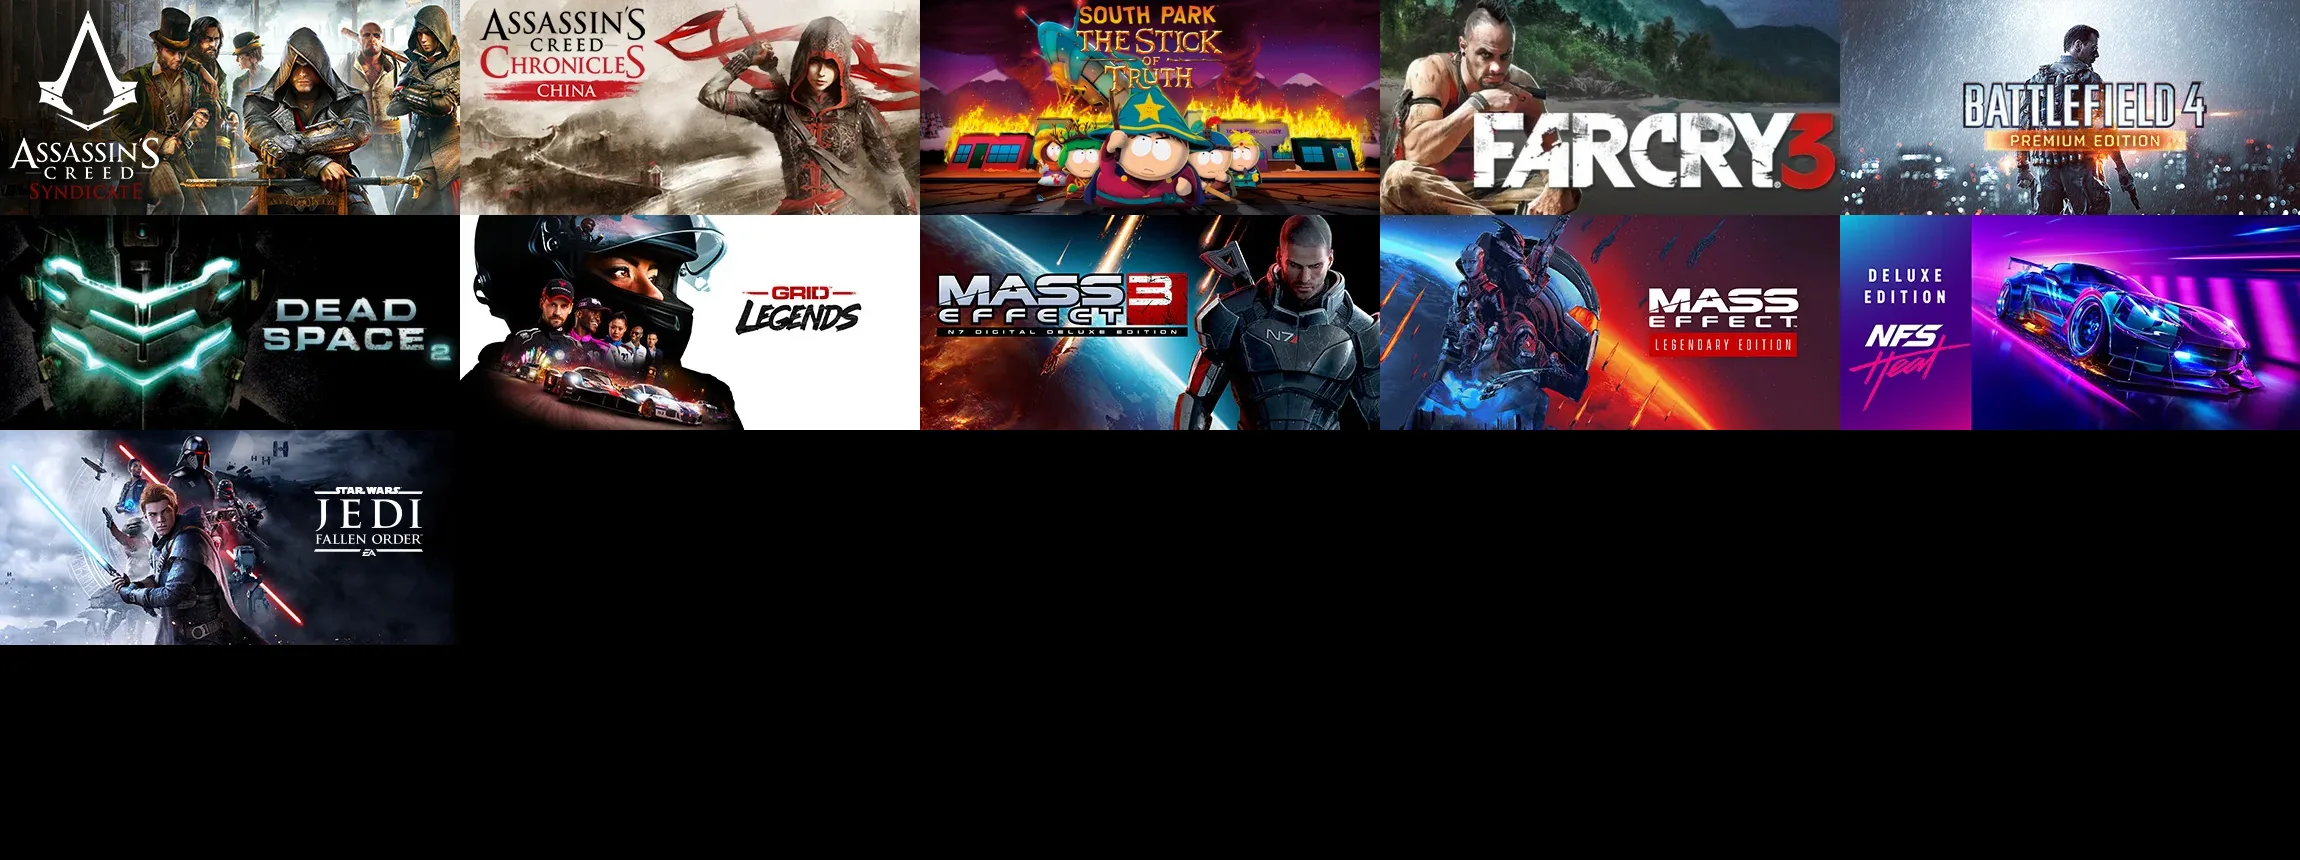 ASSASSIN'S
CREED
SYNDICATE
ASSASSIN'S
CREED
CHRONICLES
CHINA
SOUTH PARK
THE STICK
OF
TRUTH
FARCRY3
BATTLEFIELD 4
PREMIUM EDITION
DEAD
SPACE 2
GRID
LEGENDS
MASS
EFFECT 3
N7 DIGITAL DELUXE EDITION
N7
MASS
EFFECT
LEGENDARY EDITION
DELUXE
EDITION
NFS
Heat
STAR WARS
JEDI
FALLEN ORDER
EA